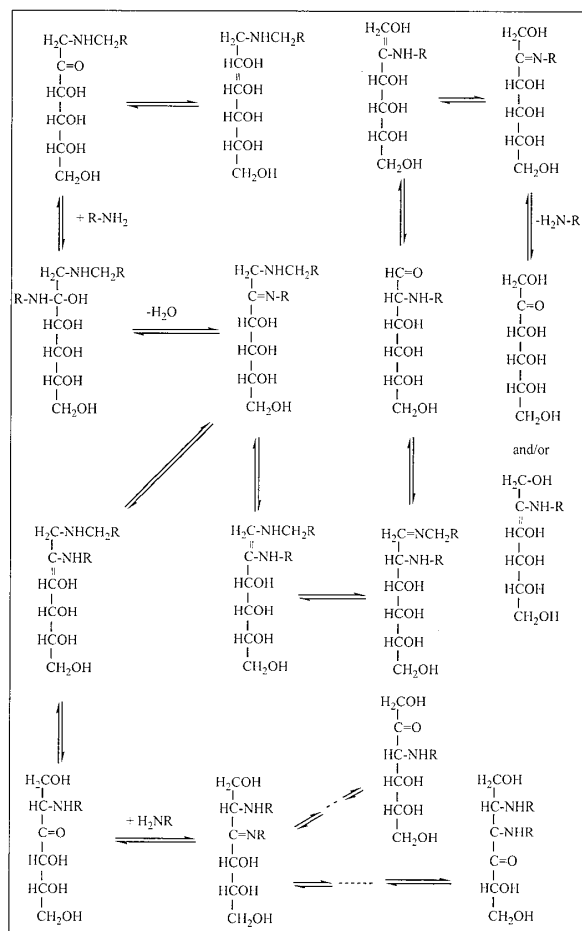 H₂C-NHCH₂R
C=O
HCOH
HCOH
HCOH
CH₂OH
H₂C-NHCH₂R
HCOH
HCOH
HCOH
HCOH
CH₂OH
H₂COH
C-NH-R
HCOH
HCOH
HCOH
CH₂OH
H₂COH
C=N-R
HCOH
HCOH
HCOH
CH₂OH
+ R-NH₂
-H₂N-R
H₂C-NHCH₂R
R-NH-C-OH
HCOH
HCOH
HCOH
CH₂OH
-H₂O
H₂C-NHCH₂R
C=N-R
HCOH
HCOH
HCOH
CH₂OH
HC=O
HC-NH-R
HCOH
HCOH
HCOH
CH₂OH
H₂COH
C=O
HCOH
HCOH
HCOH
CH₂OH
and/or
H₂C-OH
C-NH-R
HCOH
HCOH
HCOH
CH₂OH
H₂C-NHCH₂R
C-NHR
HCOH
HCOH
HCOH
CH₂OH
H₂C-NHCH₂R
C-NH-R
HCOH
HCOH
HCOH
CH₂OH
H₂C=NCH₂R
HC-NH-R
HCOH
HCOH
HCOH
CH₂OH
H₂COH
C=O
HC-NHR
HCOH
HCOH
CH₂OH
H₂COH
HC-NHR
C=O
HCOH
HCOH
CH₂OH
+ H₂NR
H₂COH
HC-NHR
C=NR
HCOH
HCOH
CH₂OH
H₂COH
HC-NHR
HC-NHR
C=O
HCOH
CH₂OH